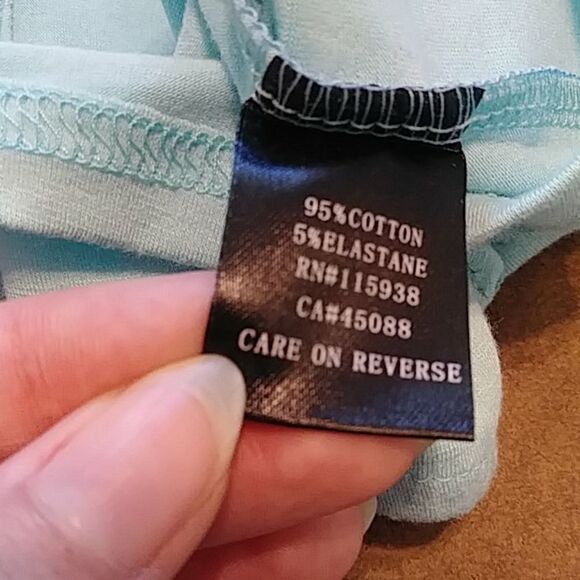 95%COTTON
5%ELASTANE
RN#115938
CA#45088
CARE ON REVERSE